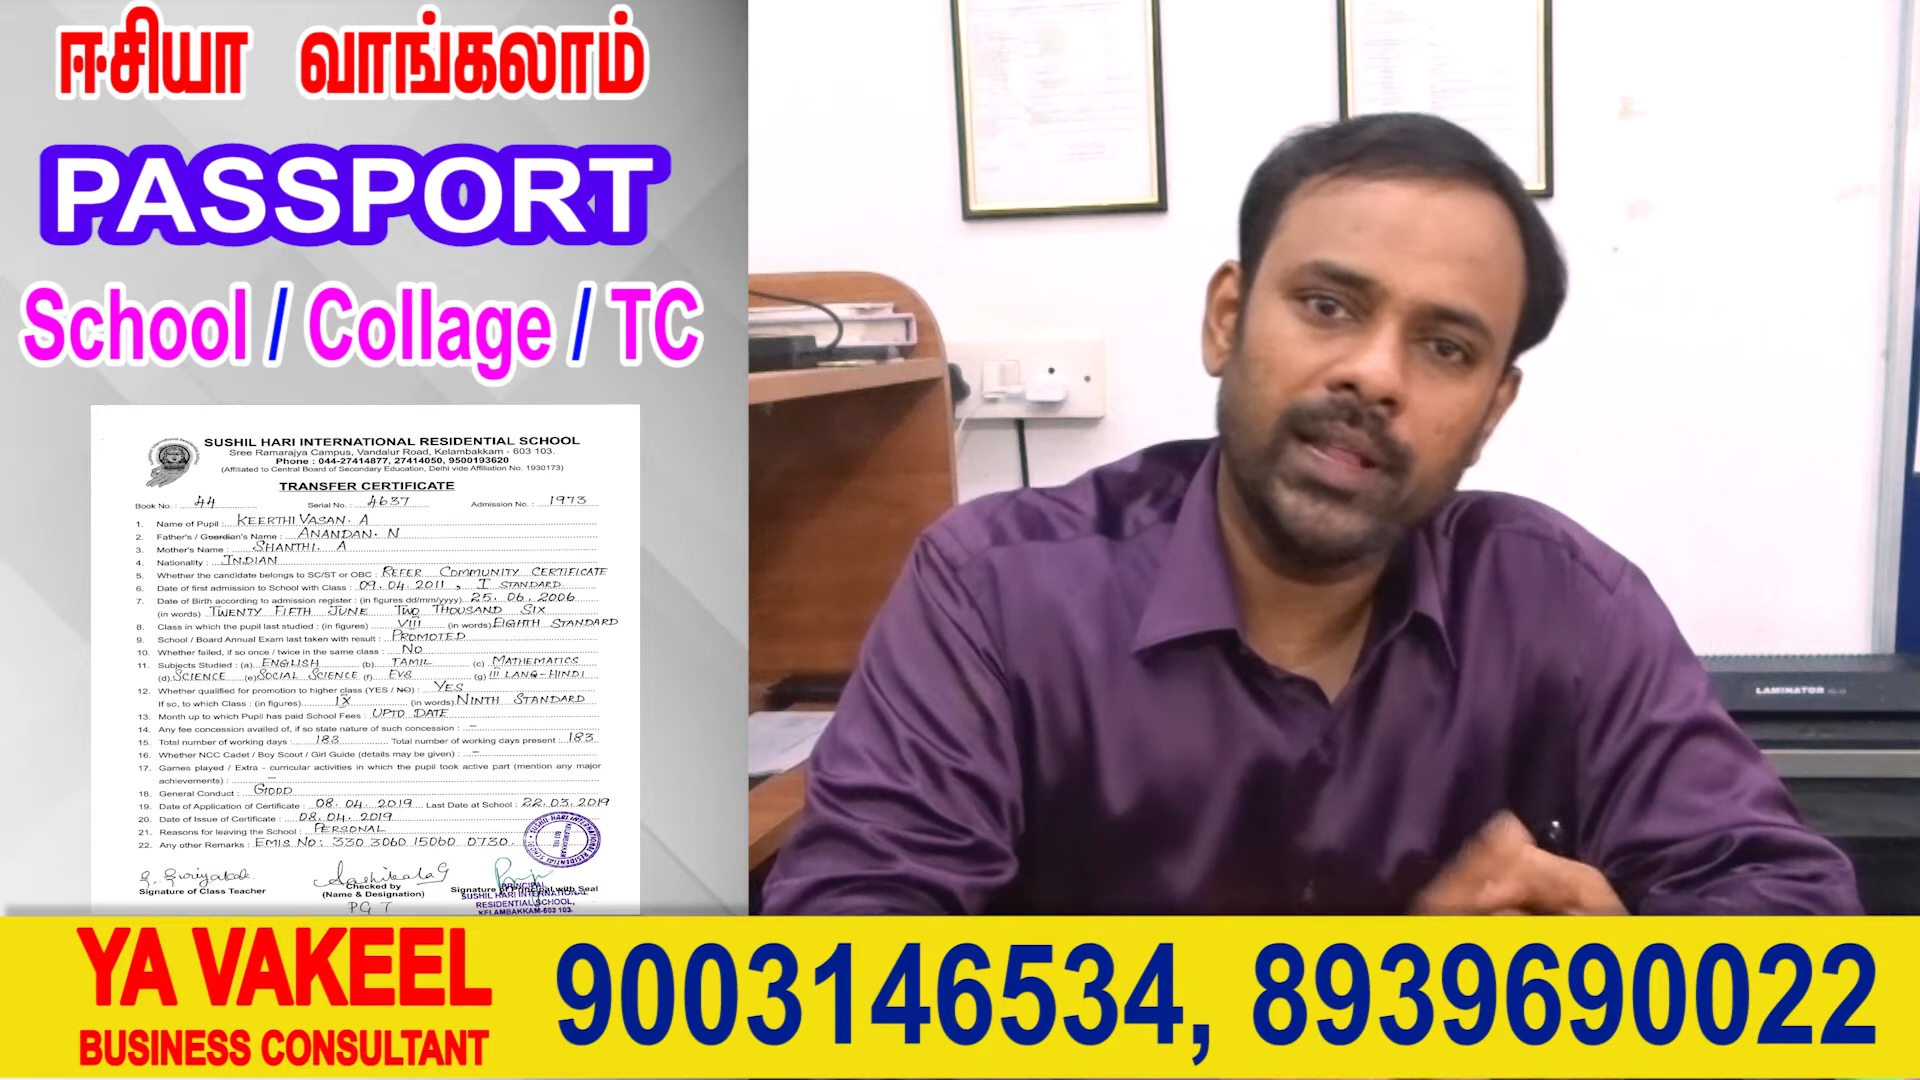 ஈசியா வாங்கலாம்
PASSPORT
School / Collage / TC
SUSHIL HARI INTERNATIONAL RESIDENTIAL SCHOOL
Sree Ramarajya Campus, Vandalur Road, Kelambakkam - 603 103.
Phone : 044-27414877, 27414050, 9500193620
(Affiliated to Central Board of Secondary Education, Delhi vide Affiliation No. 1930173)
TRANSFER CERTIFICATE
Book No. : 44 Serial No. : 4637 Admission No. : 1973
1. Name of Pupil : KEERTHI VASAN. A
2. Father's / Guardian's Name : ANANDAN. N
3. Mother's Name : SHANTHI. A
4. Nationality : INDIAN
5. Whether the candidate belongs to SC/ST or OBC : REFER COMMUNITY CERTIFICATE
6. Date of first admission to School with Class : 09.04.2011, I STANDARD
7. Date of Birth according to admission register : (in figures dd/mm/yyyy) 25.06.2006
(in words) TWENTY FIFTH JUNE TWO THOUSAND SIX
8. Class in which the pupil last studied : (in figures) VIII (in words) EIGHTH STANDARD
9. School / Board Annual Exam last taken with result : PROMOTED
10. Whether failed, if so once / twice in the same class : NO
11. Subjects Studied : (a) ENGLISH (b) TAMIL (c) MATHEMATICS
(d) SCIENCE (e) SOCIAL SCIENCE (f) EVS (g) III LANG-HINDI
12. Whether qualified for promotion to higher class (YES / NO) : YES
If so, to which Class : (in figures) IX (in words) NINTH STANDARD
13. Month up to which Pupil has paid School Fees : UPTO DATE
14. Any fee concession availed of, if so state nature of such concession : -
15. Total number of working days : 183 Total number of working days present : 183
16. Whether NCC Cadet / Boy Scout / Girl Guide (details may be given) : -
17. Games played / Extra - curricular activities in which the pupil took active part (mention any major
achievements) : -
18. General Conduct : GOOD
19. Date of Application of Certificate : 08.04.2019 Last Date at School : 22.03.2019
20. Date of Issue of Certificate : 08.04.2019
21. Reasons for leaving the School : PERSONAL
22. Any other Remarks : EMIS NO: 330 3060 15060 0730.
Signature of Class Teacher Checked by Signature of Principal with Seal
(Name & Designation)
PGT
PRINCIPAL
SUSHIL HARI INTERNATIONAL
RESIDENTIAL SCHOOL,
KELAMBAKKAM-603 103.
LAMINATOR
YA VAKEEL
BUSINESS CONSULTANT
9003146534, 8939690022